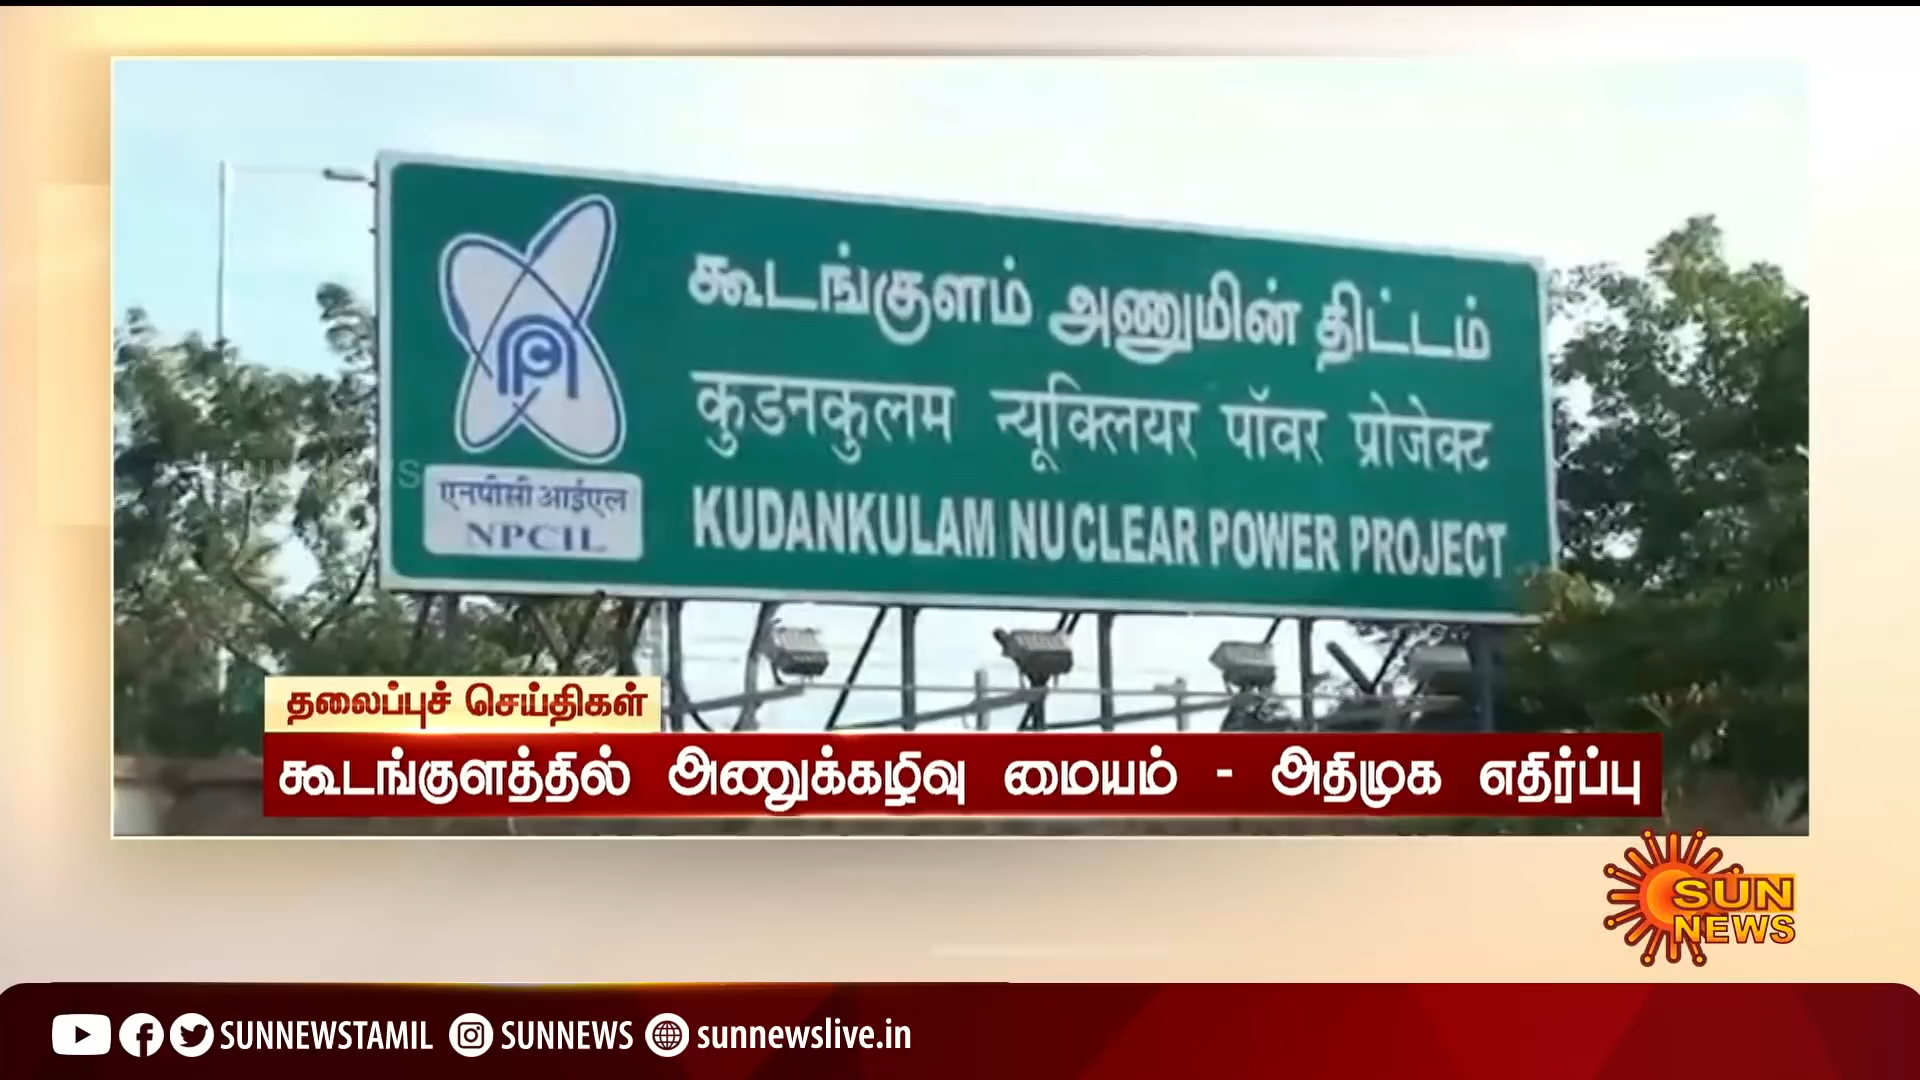 கூடங்குளம் அணுமின் திட்டம்
कुडनकुलम न्यूक्लियर पॉवर प्रोजेक्ट
KUDANKULAM NUCLEAR POWER PROJECT
एनपीसीआईएल
NPCIL
தலைப்புச் செய்திகள்
கூடங்குளத்தில் அணுக்கழிவு மையம் - அதிமுக எதிர்ப்பு
SUN
NEWS
SUNNEWSTAMIL SUNNEWS sunnewslive.in